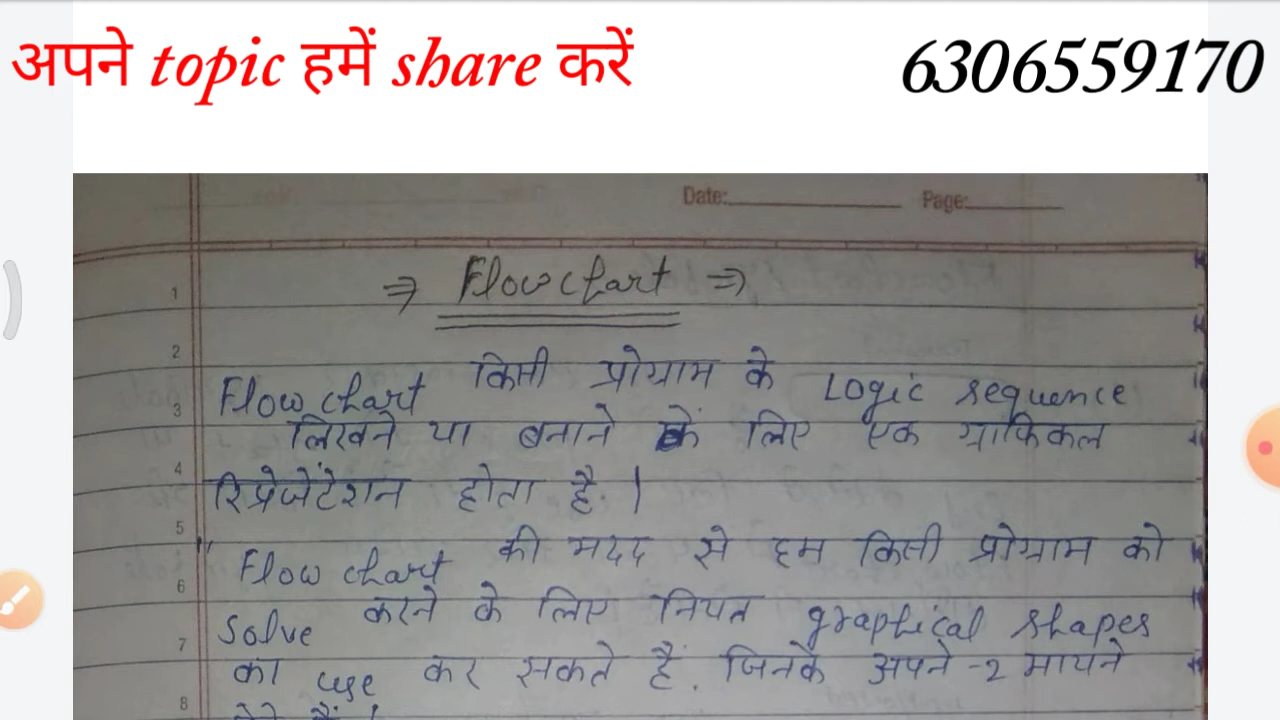 अपने topic हमें share करें
6306559170
Date: Page:
⇒ Flow chart ⇒
1
2
Flow chart किसी प्रोग्राम के Logic sequence
3
लिखने या बनाने के लिए एक ग्राफिकल
4
रिप्रेजेंटेशन होता है. |
5
Flow chart की मदद से हम किसी प्रोग्राम को
6
Solve करने के लिए नियत graphical shapes
7
का use कर सकते हैं. जिनके अपने -2 मायने
8